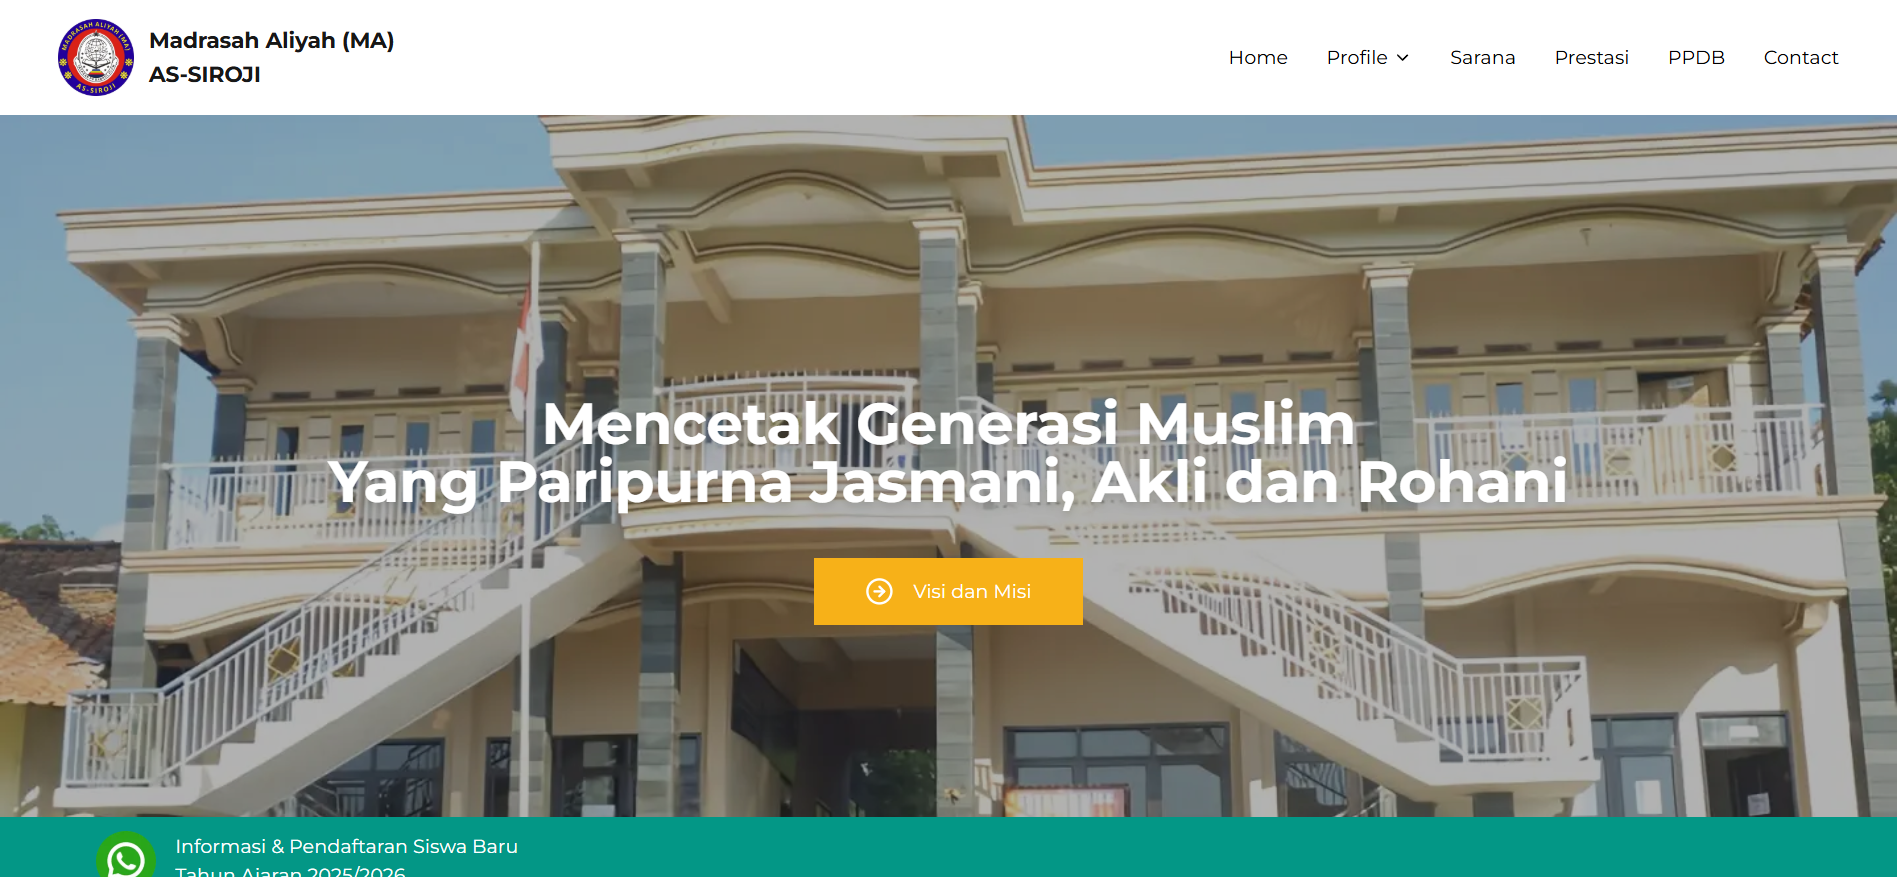 MADRASAH ALIYAH (MA)
AS-SIROJI
Madrasah Aliyah (MA)
AS-SIROJI
Home
Profile
Sarana
Prestasi
PPDB
Contact
Mencetak Generasi Muslim
Yang Paripurna Jasmani, Akli dan Rohani
Visi dan Misi
Informasi & Pendaftaran Siswa Baru
Tahun Ajaran 2025/2026